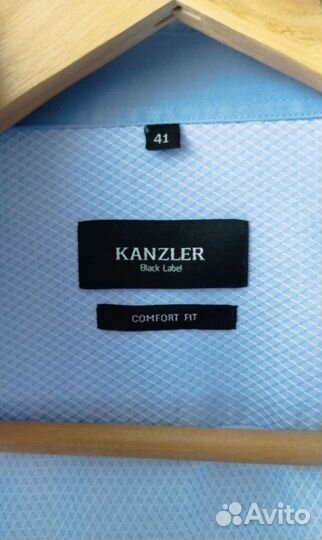 41
KANZLER
Black Label
COMFORT FIT
Avito